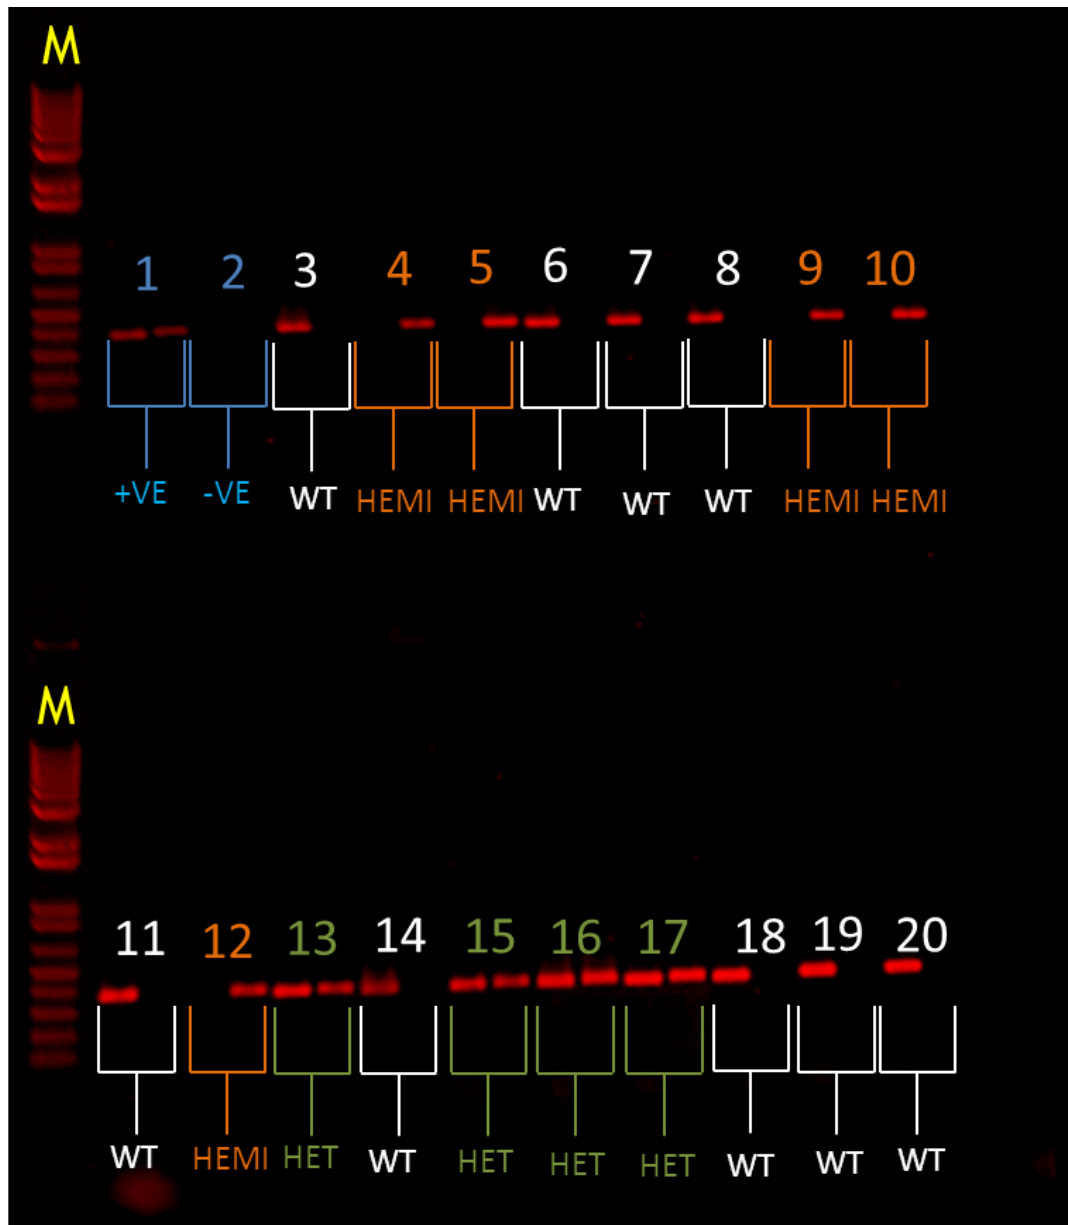 M
1 2 3 4 5 6 7 8 9 10
+VE -VE WT HEMI HEMI WT WT WT HEMI HEMI
M
11 12 13 14 15 16 17 18 19 20
WT HEMI HET WT HET HET HET WT WT WT